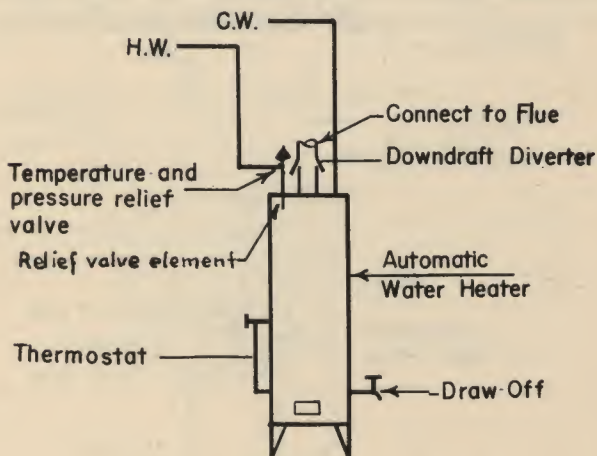 C.W.
H.W.
Connect to Flue
Downdraft Diverter
Temperature and
pressure relief
valve
Relief valve element
Automatic
Water Heater
Thermostat
Draw-Off